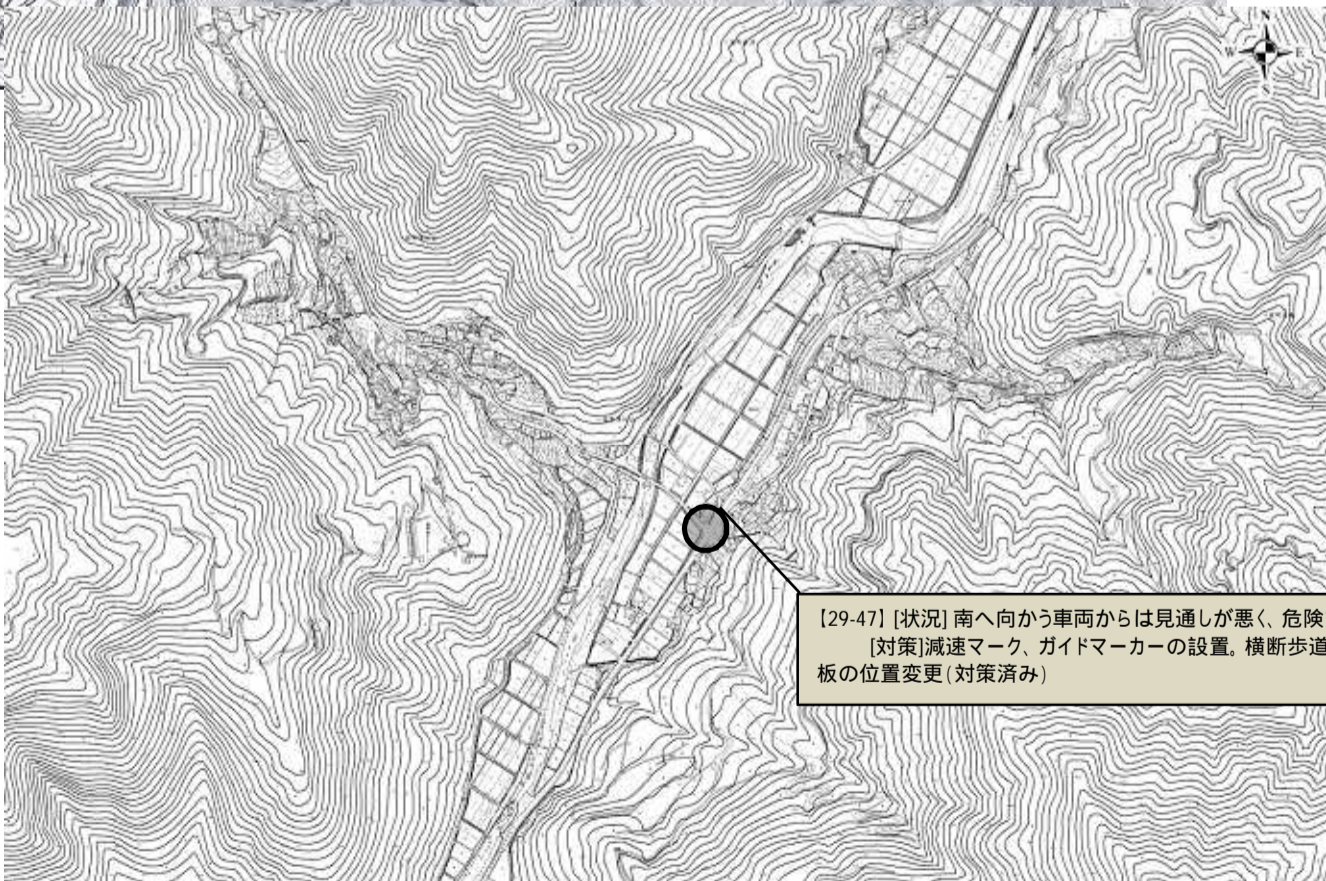 N
W E
S
【29-47】 [状況] 南へ向かう車両からは見通しが悪く、危険
[対策]減速マーク、ガイドマーカーの設置。横断歩道
板の位置変更(対策済み)